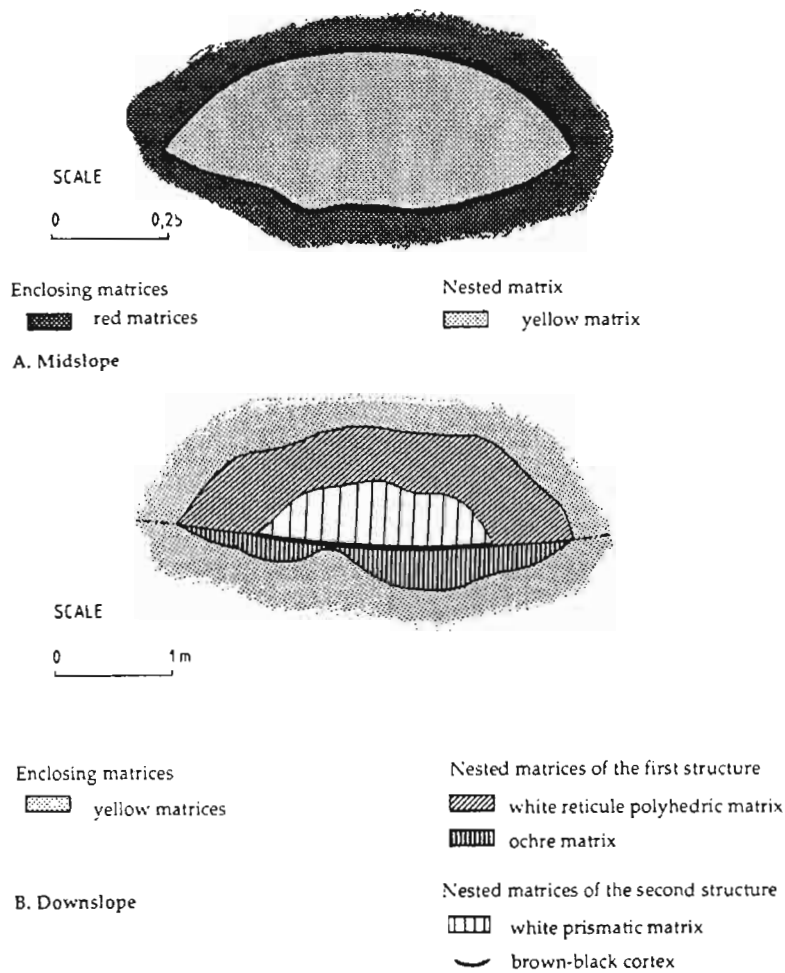 SCALE
0 0,25
Enclosing matrices
red matrices
Nested matrix
yellow matrix
A. Midslope
SCALE
0 1 m
Enclosing matrices
yellow matrices
Nested matrices of the first structure
white reticule polyhedric matrix
ochre matrix
B. Downslope
Nested matrices of the second structure
white prismatic matrix
brown-black cortex